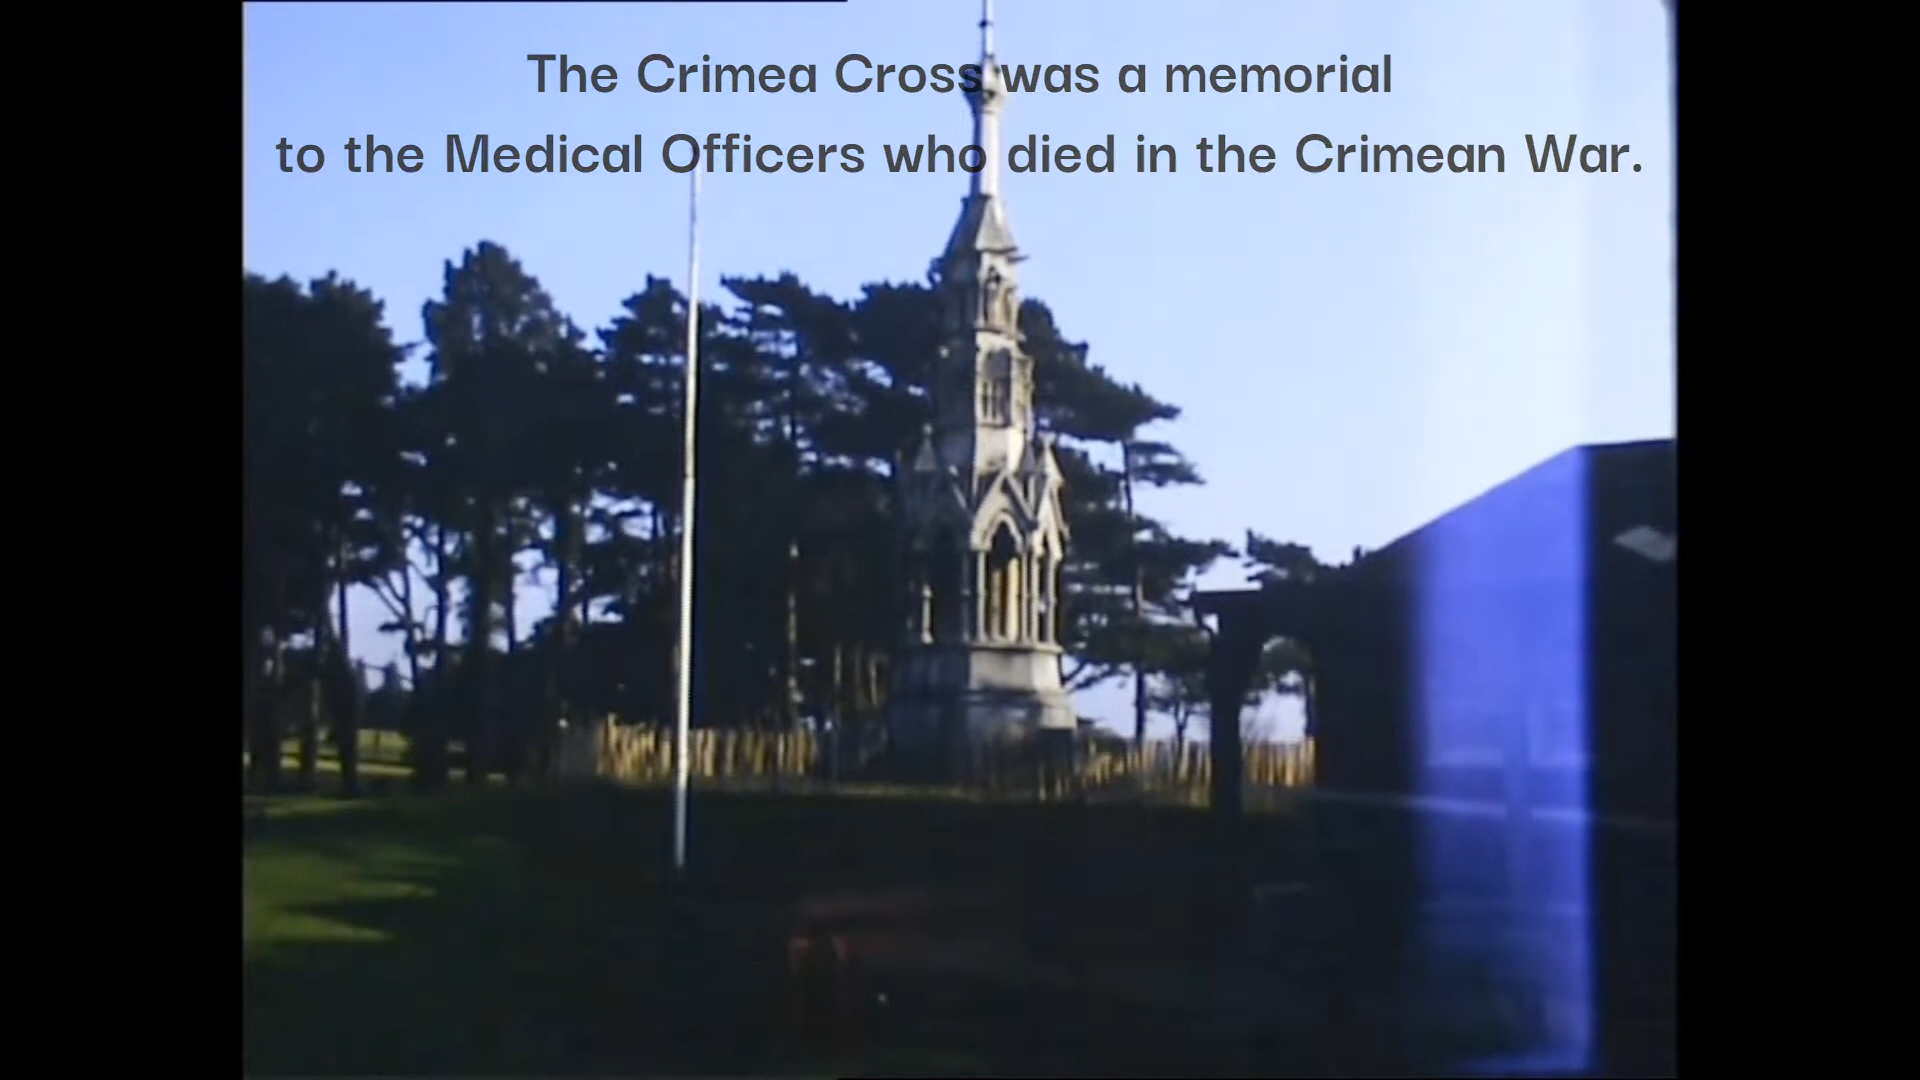 The Crimea Cross was a memorial
to the Medical Officers who died in the Crimean War.